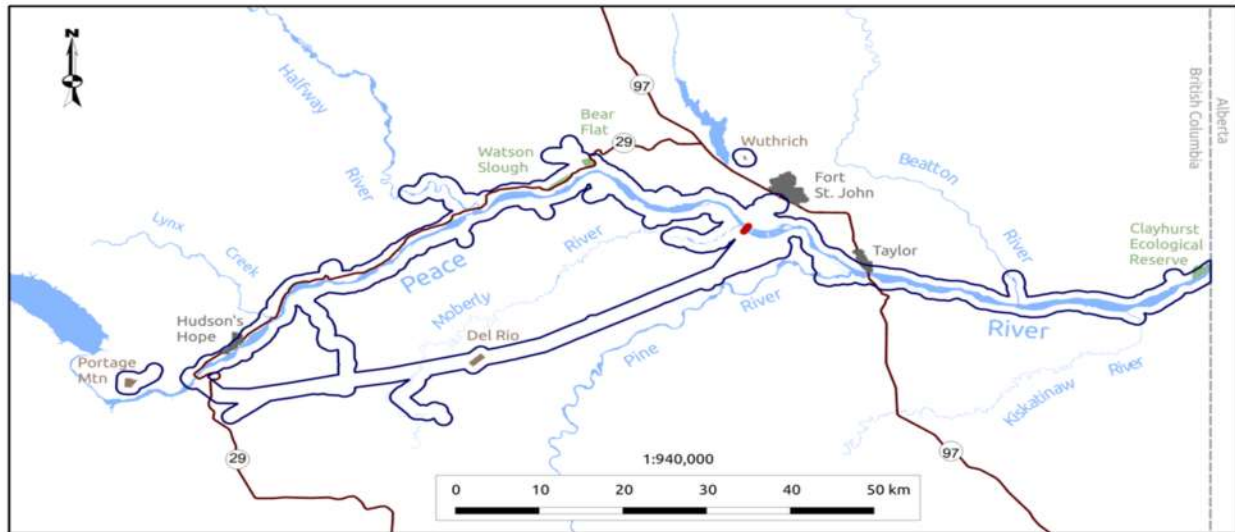 N
Halfway
River
97
Bear
Flat
29
Wuthrich
British Columbia
Alberta
Watson
Slough
Beatton
River
Fort
St. John
Lynx
Creek
River
Clayhurst
Ecological
Reserve
Taylor
Peace
Moberly
River
River
Hudson's
Hope
Del Rio
Pine
River
Portage
Mtn
Kiskatinaw
River
29
97
1:940,000
0 10 20 30 40 50 km